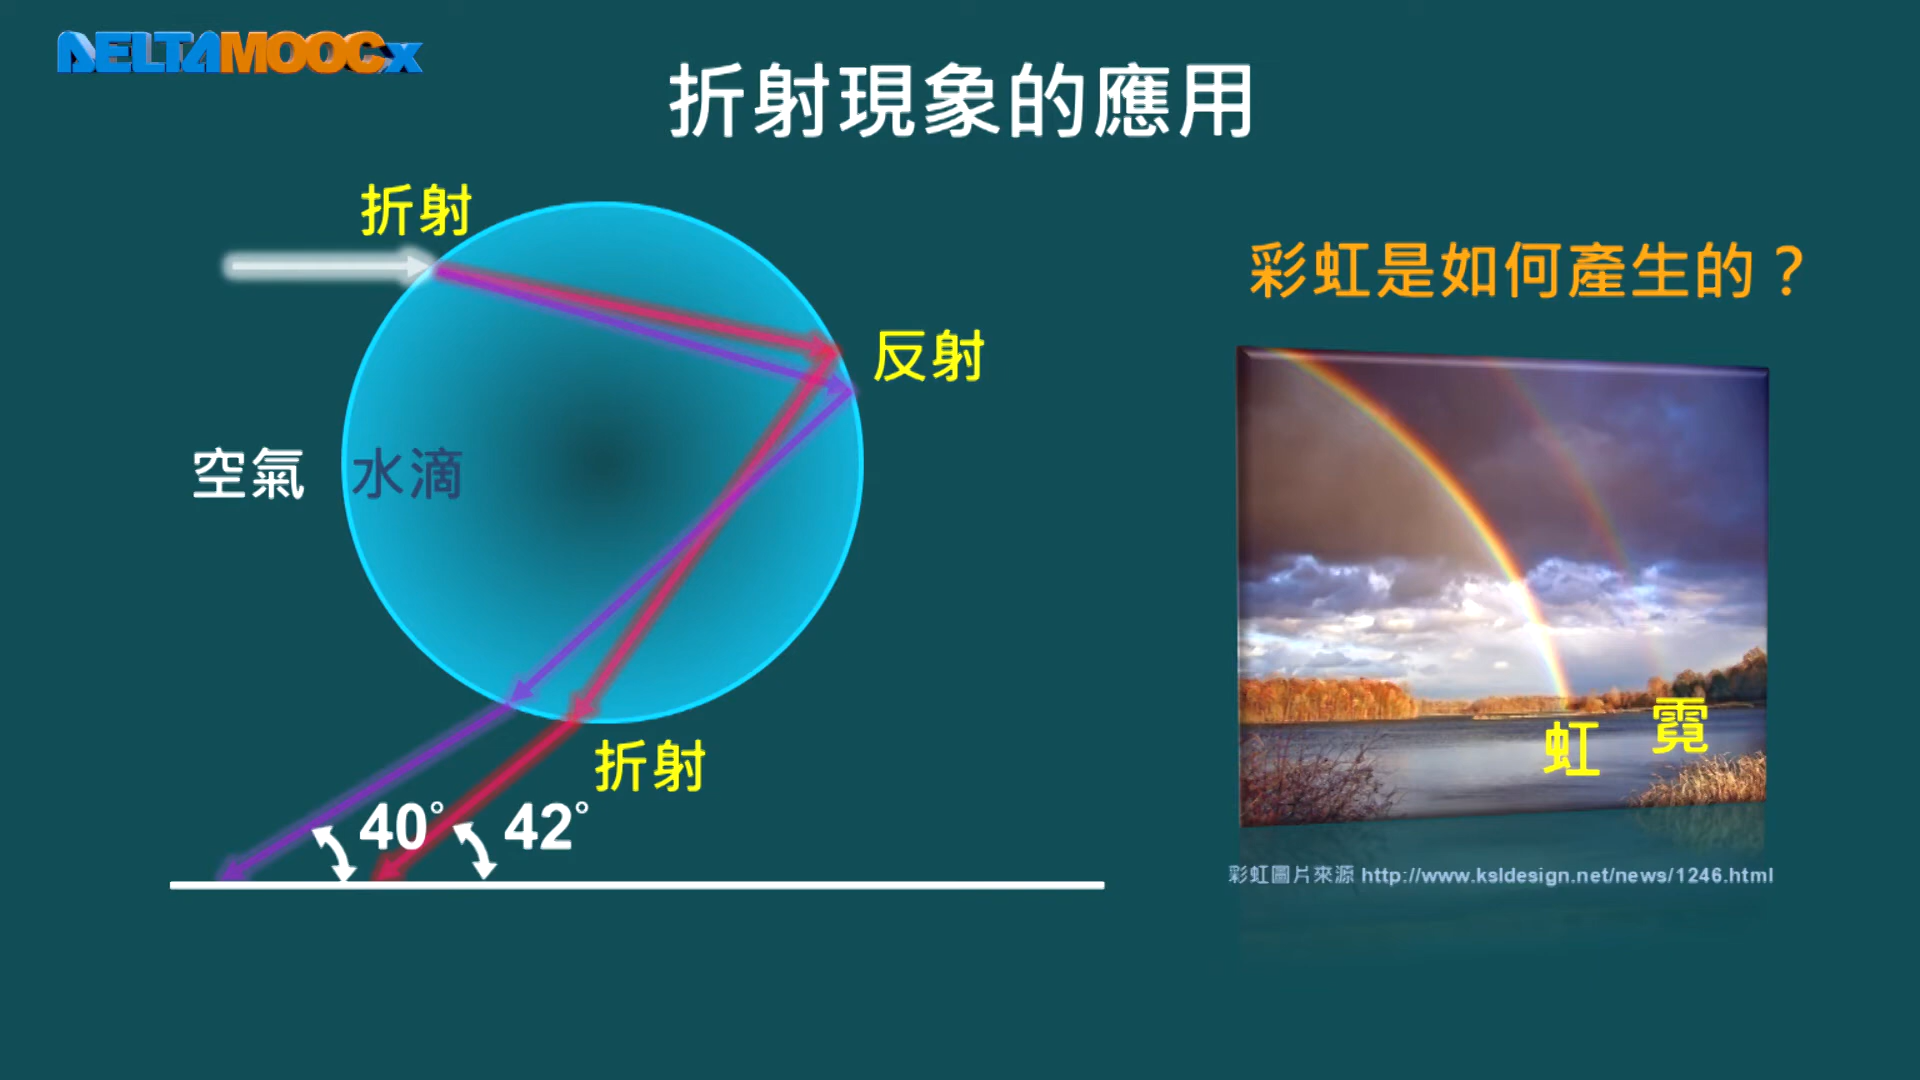 DELTAMOOCx
折射現象的應用
折射
彩虹是如何產生的？
反射
空氣
水滴
虹
霓
折射
40°
42°
彩虹圖片來源 http://www.ksldesign.net/news/1246.html